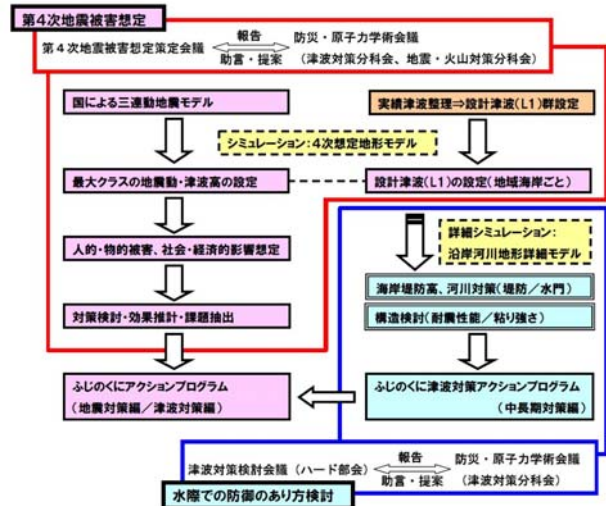 第4次地震被害想定
第4次地震被害想定策定会議
報告
助言・提案
防災・原子力学術会議
(津波対策分科会、地震・火山対策分科会)
国による三連動地震モデル
実績津波整理⇒設計津波(L1)群設定
シミュレーション:4次想定地形モデル
最大クラスの地震動・津波高の設定
設計津波(L1)の設定(地域海岸ごと)
人的・物的被害、社会・経済的影響想定
詳細シミュレーション:
沿岸河川地形詳細モデル
海岸堤防高、河川対策(堤防/水門)
対策検討・効果推計・課題抽出
構造検討(耐震性能/粘り強さ)
ふじのくにアクションプログラム
(地震対策編/津波対策編)
ふじのくに津波対策アクションプログラム
(中長期対策編)
津波対策検討会議(ハード部会)
報告
助言・提案
防災・原子力学術会議
(津波対策分科会)
水際での防御のあり方検討